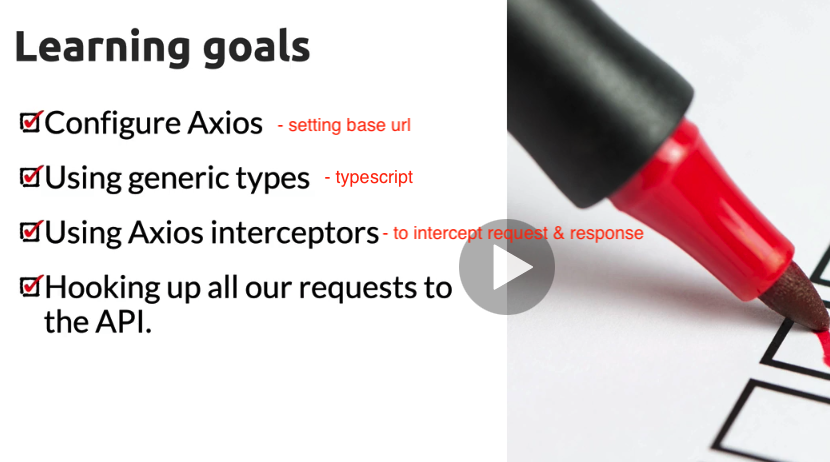 Learning goals
Configure Axios - setting base url
Using generic types - typescript
Using Axios interceptors - to intercept request & response
Hooking up all our requests to
the API.